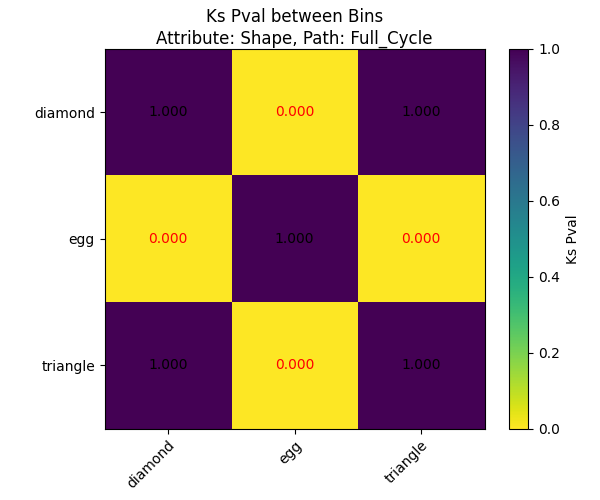 Ks Pval between Bins
Attribute: Shape, Path: Full_Cycle
diamond
1.000
0.000
1.000
egg
0.000
1.000
0.000
triangle
1.000
0.000
1.000
diamond
egg
triangle
1.0
0.8
0.6
0.4
0.2
0.0
Ks Pval